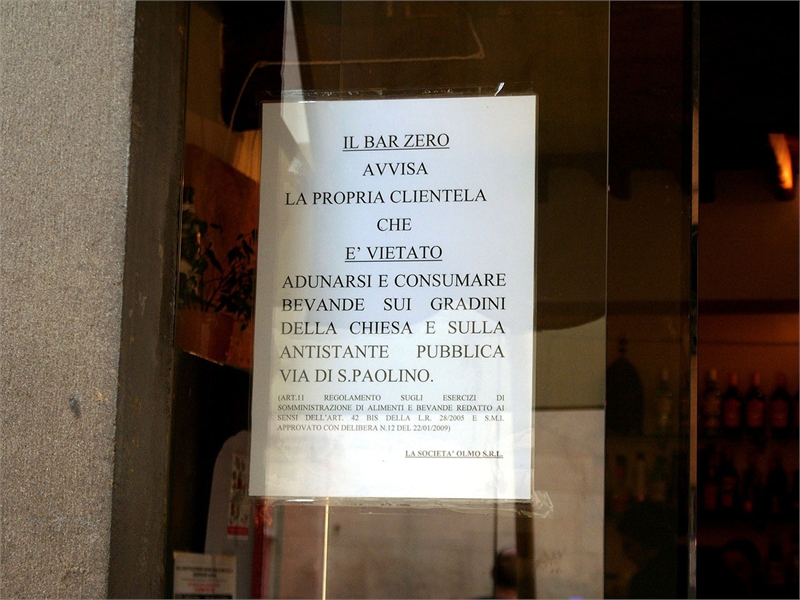 IL BAR ZERO
AVVISA
LA PROPRIA CLIENTELA
CHE
E' VIETATO
ADUNARSI E CONSUMARE
BEVANDE SUI GRADINI
DELLA CHIESA E SULLA
ANTISTANTE PUBBLICA
VIA DI S.PAOLINO.
(ART.11 REGOLAMENTO SUGLI ESERCIZI DI
SOMMINISTRAZIONE DI ALIMENTI E BEVANDE REDATTO AI
SENSI DELL'ART. 42 BIS DELLA L.R. 28/2005 E S.M.I.
APPROVATO CON DELIBERA N.12 DEL 22/01/2009)
LA SOCIETA' OLMO S.R.L.